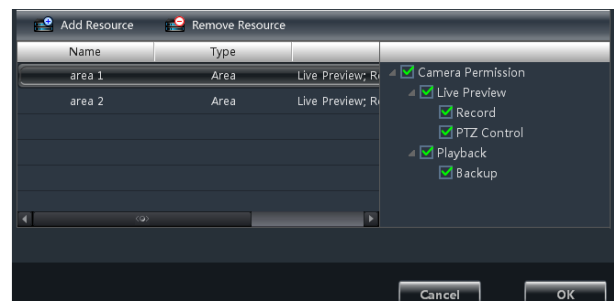 Add Resource Remove Resource
Name Type
area 1 Area Live Preview; R
area 2 Area Live Preview; R
Camera Permission
Live Preview
Record
PTZ Control
Playback
Backup
Cancel OK